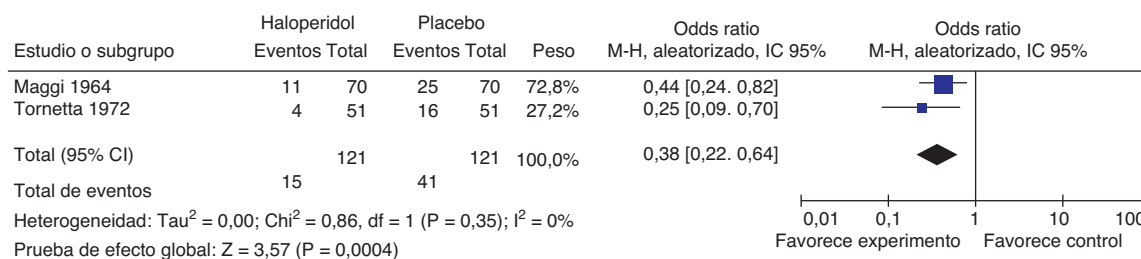 Haloperidol Placebo Odds ratio Odds ratio
Estudio o subgrupo Eventos Total Eventos Total Peso M-H, aleatorizado, IC 95% M-H, aleatorizado, IC 95%
Maggi 1964 11 70 25 70 72,8% 0,44 [0,24. 0,82]
Tornetta 1972 4 51 16 51 27,2% 0,25 [0,09. 0,70]
Total (95% CI) 121 121 100,0% 0,38 [0,22. 0,64]
Total de eventos 15 41
Heterogeneidad: Tau² = 0,00; Chi² = 0,86, df = 1 (P = 0,35); I² = 0%
Prueba de efecto global: Z = 3,57 (P = 0,0004)
0,01 0,1 1 10 100
Favorece experimento Favorece control